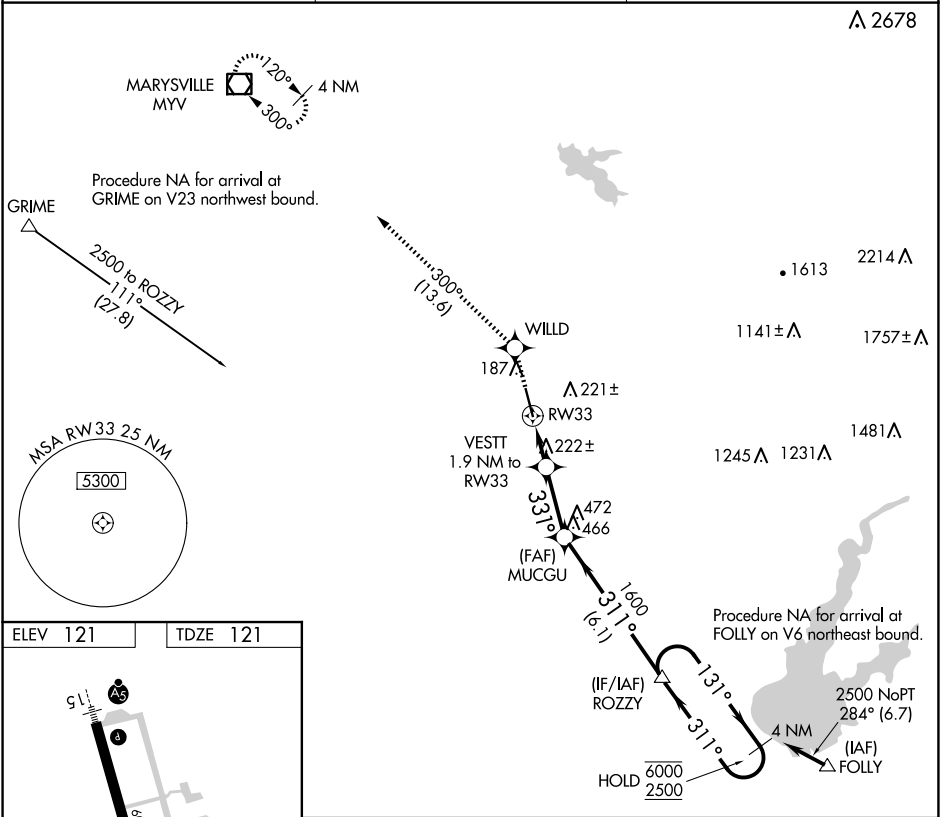 2678
MARYSVILLE
MYV
120°
300°
4 NM
Procedure NA for arrival at
GRIME on V23 northwest bound.
GRIME
2500 to ROZZY
111°
(27.8)
300°
(13.6)
1613
2214
1141±
1757±
WILLD
187
221±
RW33
MSA RW33 25 NM
5300
VESTT
1.9 NM to
RW33
222±
1481
1245
1231
331°
472
466
(FAF)
MUCGU
1600
311°
(6.1)
Procedure NA for arrival at
FOLLY on V6 northeast bound.
ELEV 121
TDZE 121
(IF/IAF)
ROZZY
131°
311°
2500 NoPT
284° (6.7)
4 NM
(IAF)
FOLLY
HOLD 6000
2500
15
A5
P